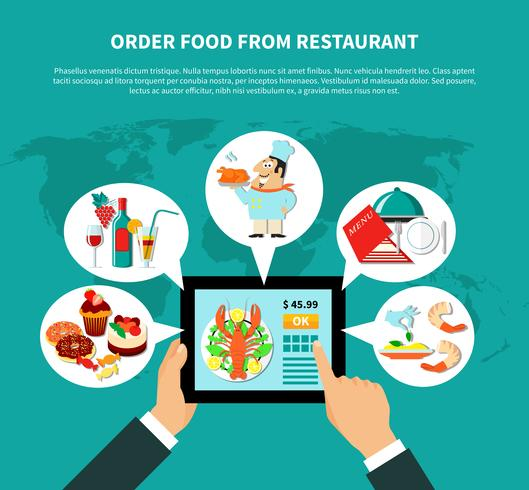 ORDER FOOD FROM RESTAURANT
Phasellus venenatis dictum tristique. Nulla tempus lobortis nunc sit amet finibus. Nunc vehicula hendrerit leo. Class aptent
taciti sociosqu ad litora torquent per conubia nostra, per inceptos himenaeos. Vestibulum id malesuada dolor. Sed posuere,
lectus ac auctor efficitur, nibh est vestibulum ex, a gravida metus ex sed risus.
MENU
$ 45.99
OK